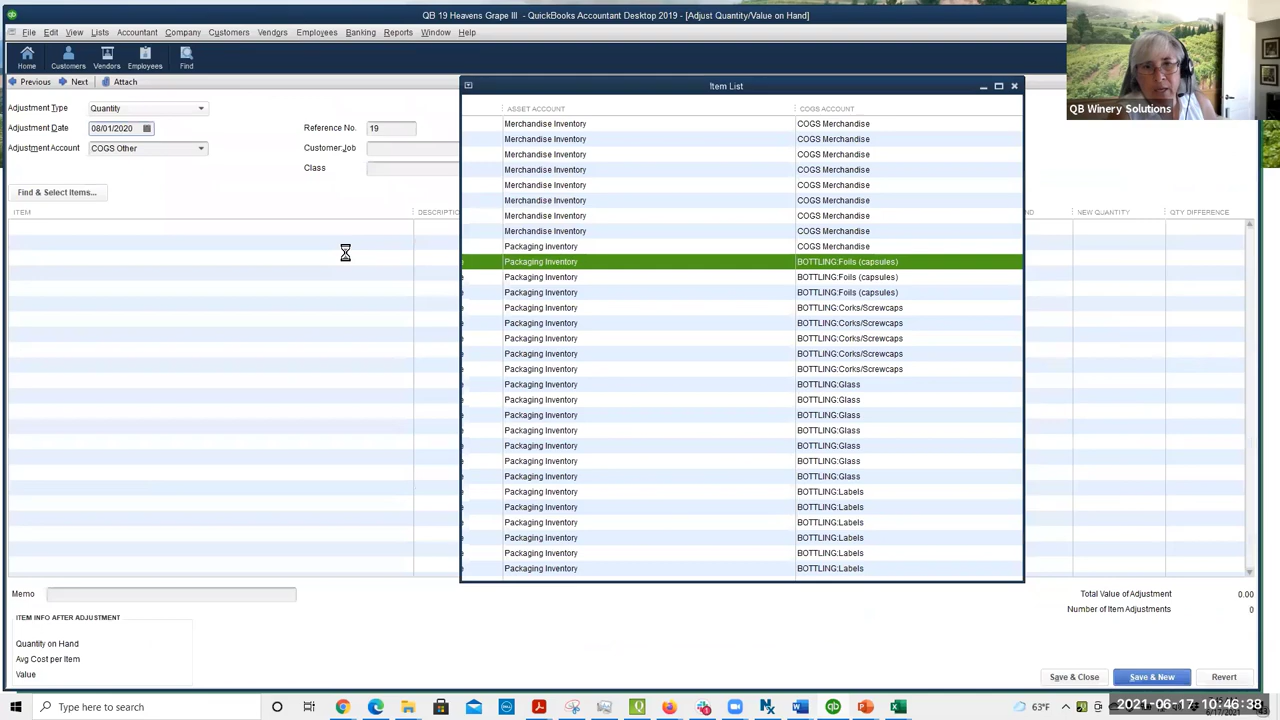 QB 19 Heavens Grape III - QuickBooks Accountant Desktop 2019 - [Adjust Quantity/Value on Hand]
File Edit View Lists Accountant Company Customers Vendors Employees Banking Reports Window Help
Home Customers Vendors Employees Find
Previous Next Attach
Item List
QB Winery Solutions
Adjustment Type Quantity
Adjustment Date 08/01/2020 Reference No. 19
Adjustment Account COGS Other Customer:Job
Class
Find & Select Items...
ITEM DESCRIPTIO ND NEW QUANTITY QTY DIFFERENCE
ASSET ACCOUNT COGS ACCOUNT
Merchandise Inventory COGS Merchandise
Merchandise Inventory COGS Merchandise
Merchandise Inventory COGS Merchandise
Merchandise Inventory COGS Merchandise
Merchandise Inventory COGS Merchandise
Merchandise Inventory COGS Merchandise
Merchandise Inventory COGS Merchandise
Merchandise Inventory COGS Merchandise
Packaging Inventory COGS Merchandise
Packaging Inventory BOTTLING:Foils (capsules)
Packaging Inventory BOTTLING:Foils (capsules)
Packaging Inventory BOTTLING:Foils (capsules)
Packaging Inventory BOTTLING:Corks/Screwcaps
Packaging Inventory BOTTLING:Corks/Screwcaps
Packaging Inventory BOTTLING:Corks/Screwcaps
Packaging Inventory BOTTLING:Corks/Screwcaps
Packaging Inventory BOTTLING:Corks/Screwcaps
Packaging Inventory BOTTLING:Glass
Packaging Inventory BOTTLING:Glass
Packaging Inventory BOTTLING:Glass
Packaging Inventory BOTTLING:Glass
Packaging Inventory BOTTLING:Glass
Packaging Inventory BOTTLING:Glass
Packaging Inventory BOTTLING:Glass
Packaging Inventory BOTTLING:Labels
Packaging Inventory BOTTLING:Labels
Packaging Inventory BOTTLING:Labels
Packaging Inventory BOTTLING:Labels
Packaging Inventory BOTTLING:Labels
Packaging Inventory BOTTLING:Labels
Memo
Total Value of Adjustment 0.00
Number of Item Adjustments 0
ITEM INFO AFTER ADJUSTMENT
Quantity on Hand
Avg Cost per Item
Value
Save & Close Save & New Revert
Type here to search
63°F
2021-06-17 10:46:38